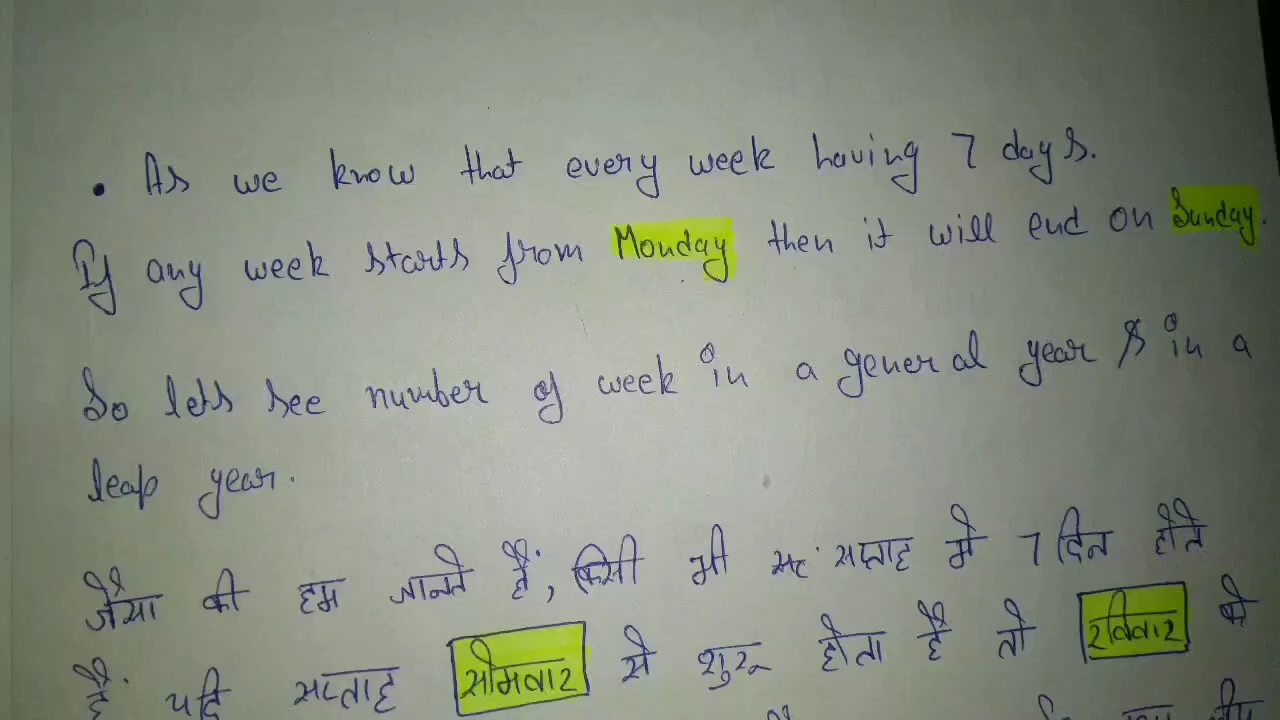 • As we know that every week having 7 days.
If any week starts from Monday then it will end on Sunday.
So lets see number of week in a general year & in a
leap year.
जैसा की हम जानते हैं, किसी भी सप्ताह मे 7 दिन होते
हैं यदि सप्ताह सोमवार से शुरू होता है तो रविवार को